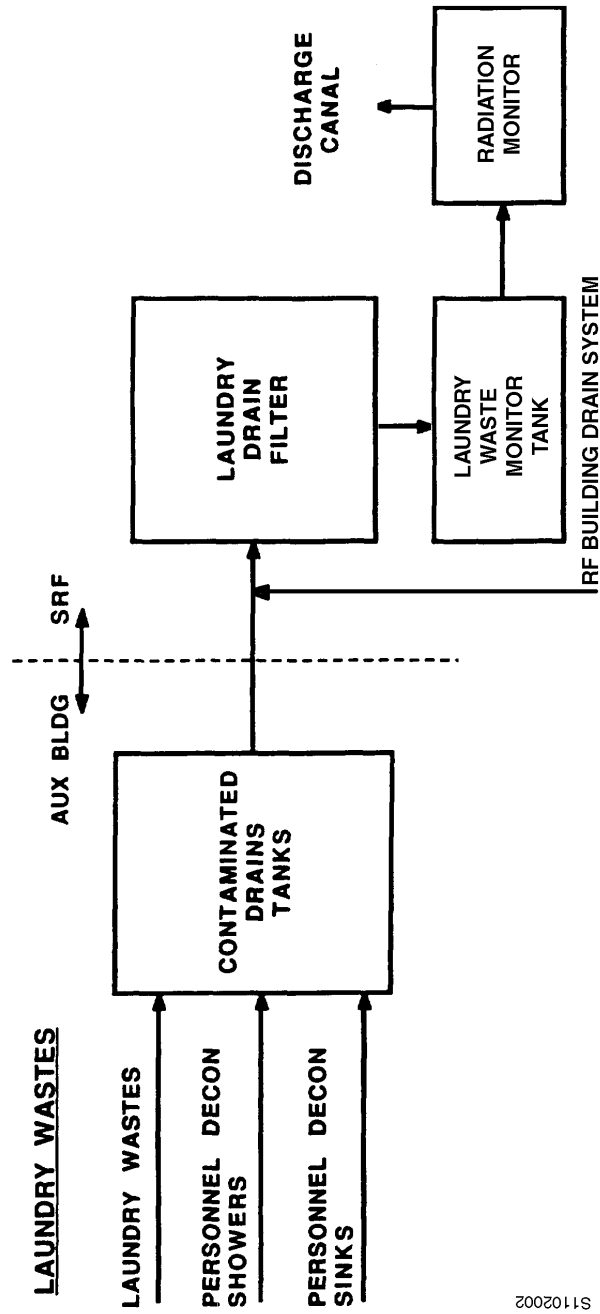 LAUNDRY WASTES
LAUNDRY WASTES
PERSONNEL DECON
SHOWERS
PERSONNEL DECON
SINKS
CONTAMINATED
DRAINS
TANKS
AUX BLDG SRF
LAUNDRY
DRAIN
FILTER
RF BUILDING DRAIN SYSTEM
LAUNDRY
WASTE
MONITOR
TANK
RADIATION
MONITOR
DISCHARGE
CANAL
S1102002